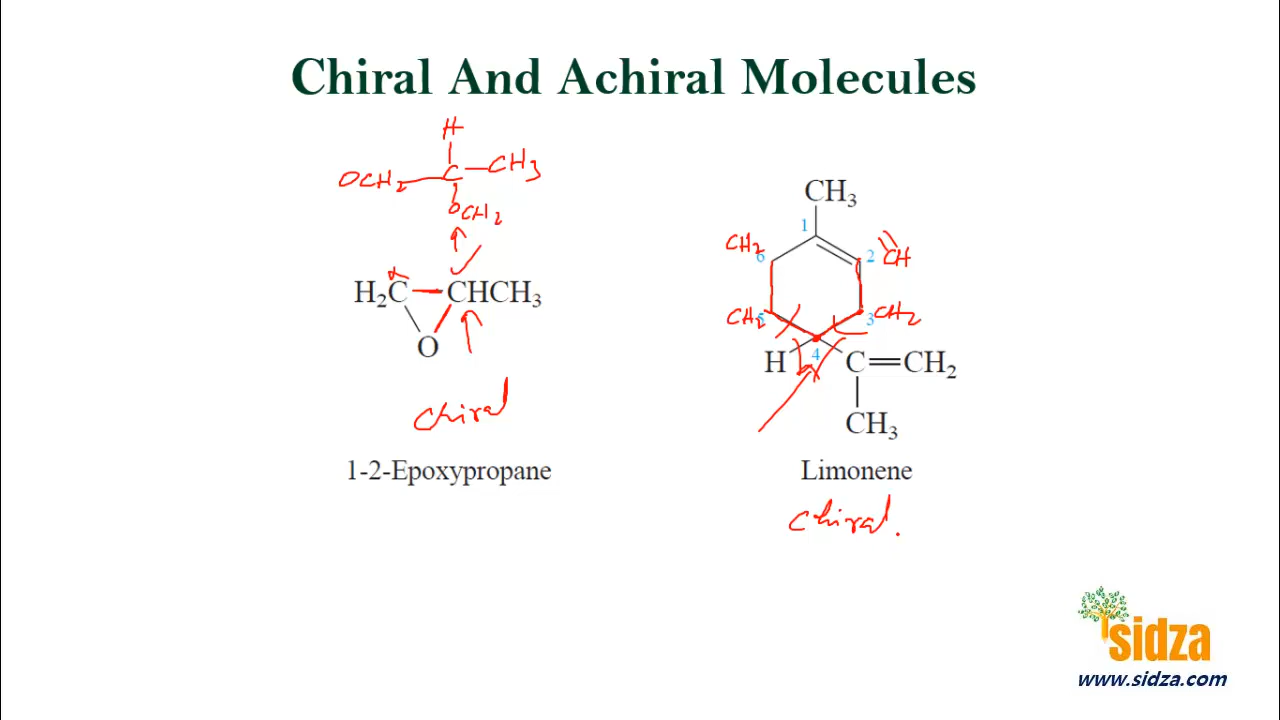 Chiral And Achiral Molecules
H
OCH2 C CH3
OCH2
H2C CHCH3
O
chiral
1-2-Epoxypropane
CH3
1
CH2 6 2 CH
CH2 5 3 CH2
H 4 C CH2
CH3
Limonene
chiral.
sidza
www.sidza.com